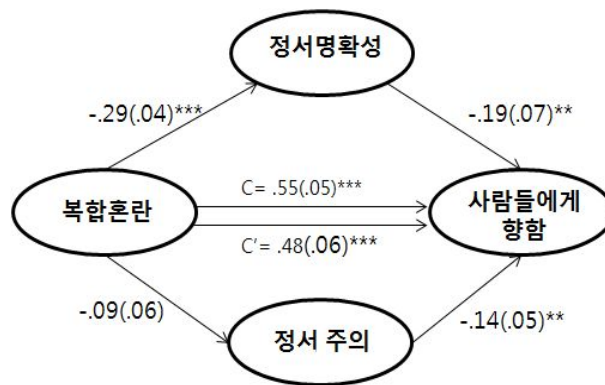 정서명확성
-.29(.04)***
-.19(.07)**
C= .55(.05)***
복합혼란
사람들에게
향함
C'= .48(.06)***
-.09(.06)
-.14(.05)**
정서 주의